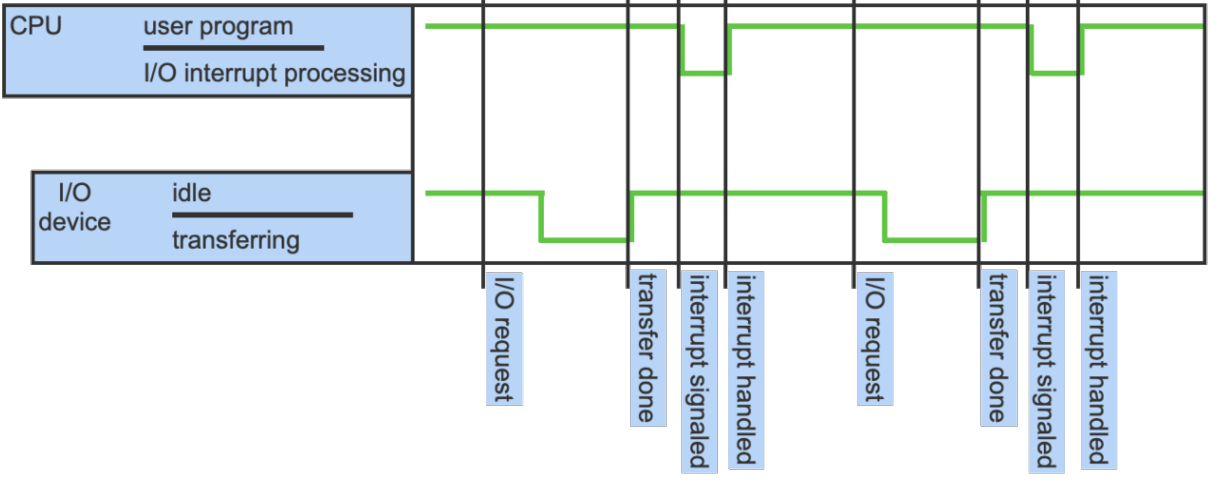 CPU
user program
I/O interrupt processing
I/O
device
idle
transferring
I/O request
transfer done
interrupt signaled
interrupt handled
I/O request
transfer done
interrupt signaled
interrupt handled